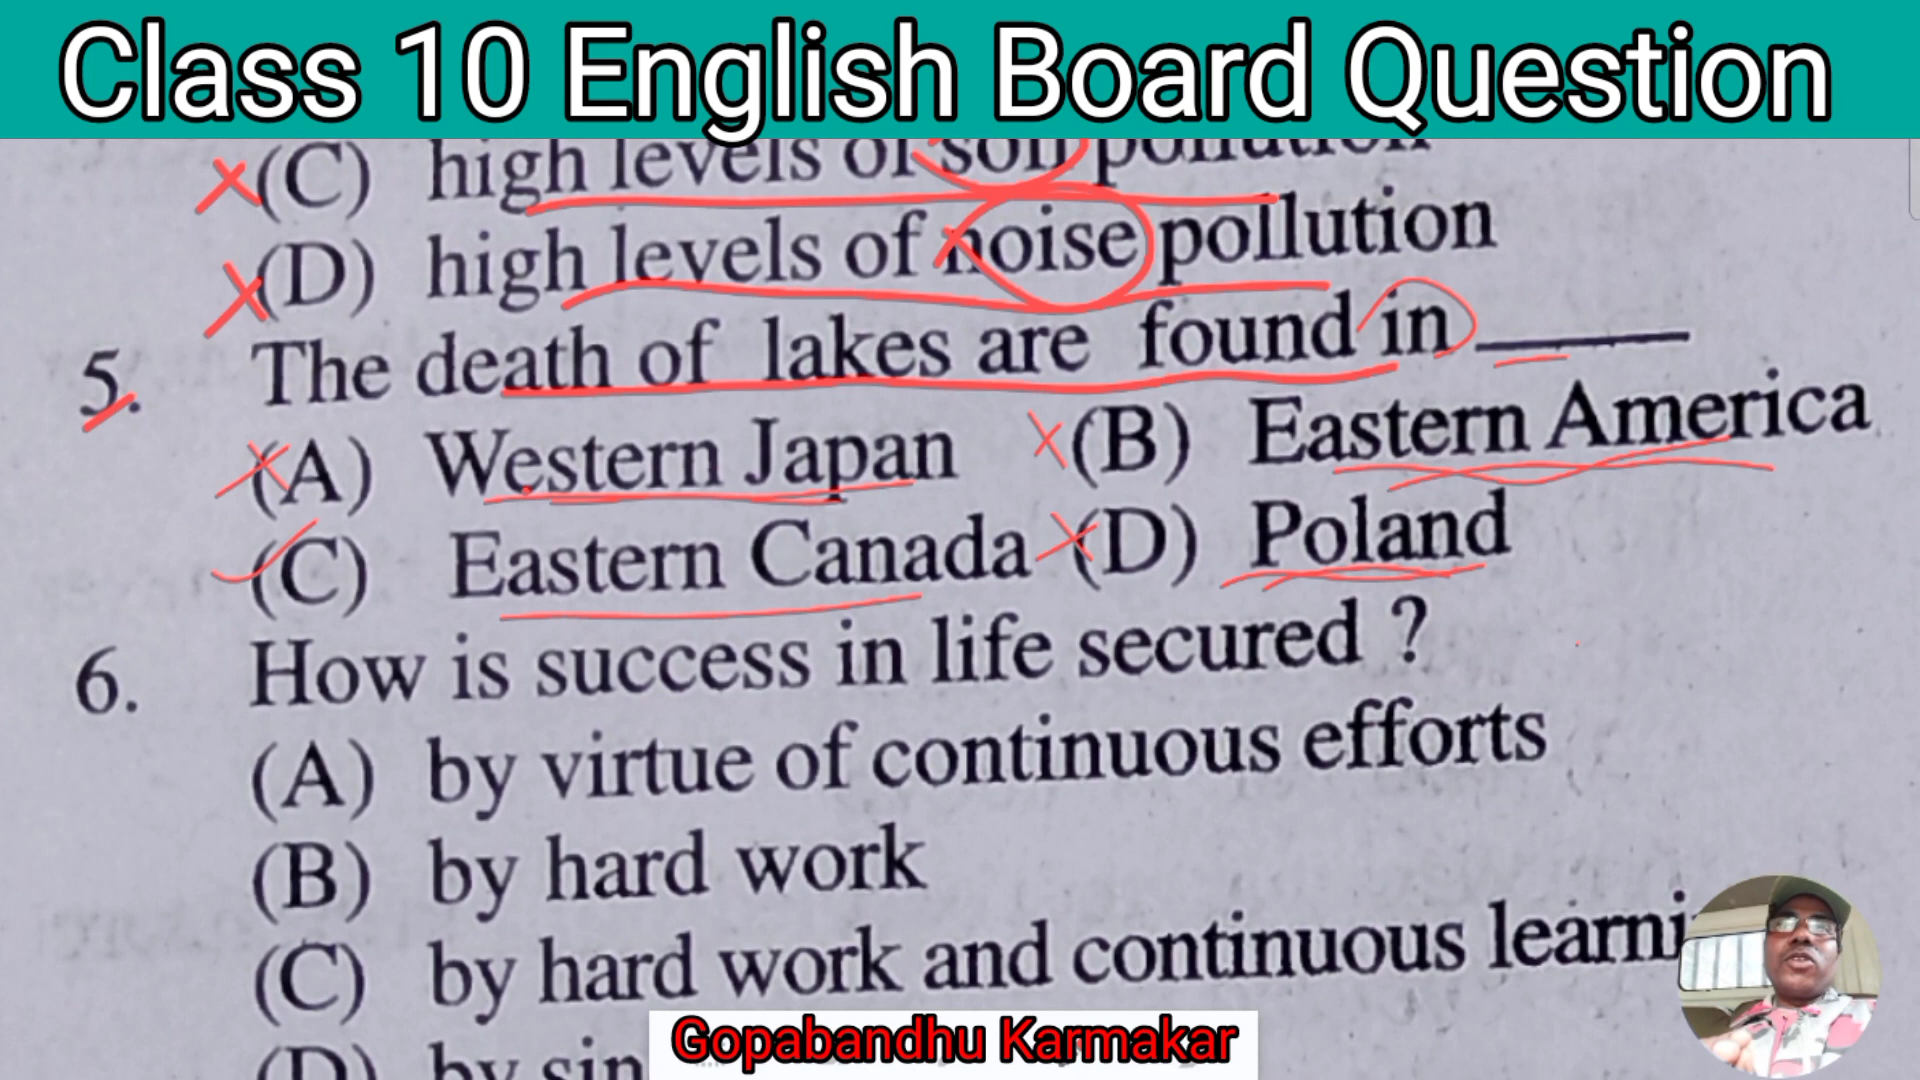 Class 10 English Board Question
(C) high levels of soil pollution
(D) high levels of noise pollution
5. The death of lakes are found in ______
(A) Western Japan (B) Eastern America
(C) Eastern Canada (D) Poland
6. How is success in life secured ?
(A) by virtue of continuous efforts
(B) by hard work
(C) by hard work and continuous
(D) by
Gopabandhu Karmakar